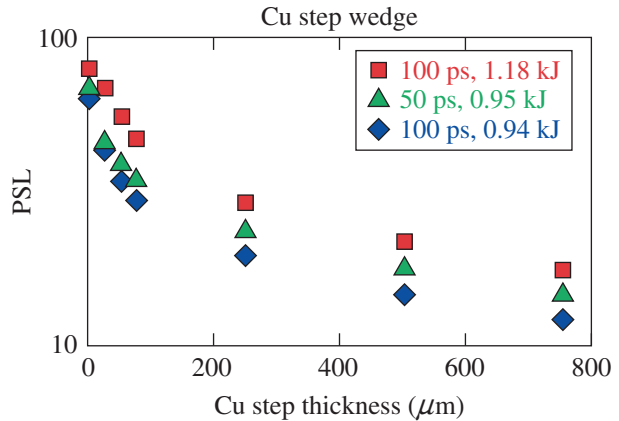 Cu step wedge
100
100 ps, 1.18 kJ
50 ps, 0.95 kJ
100 ps, 0.94 kJ
PSL
10
0 200 400 600 800
Cu step thickness (μm)